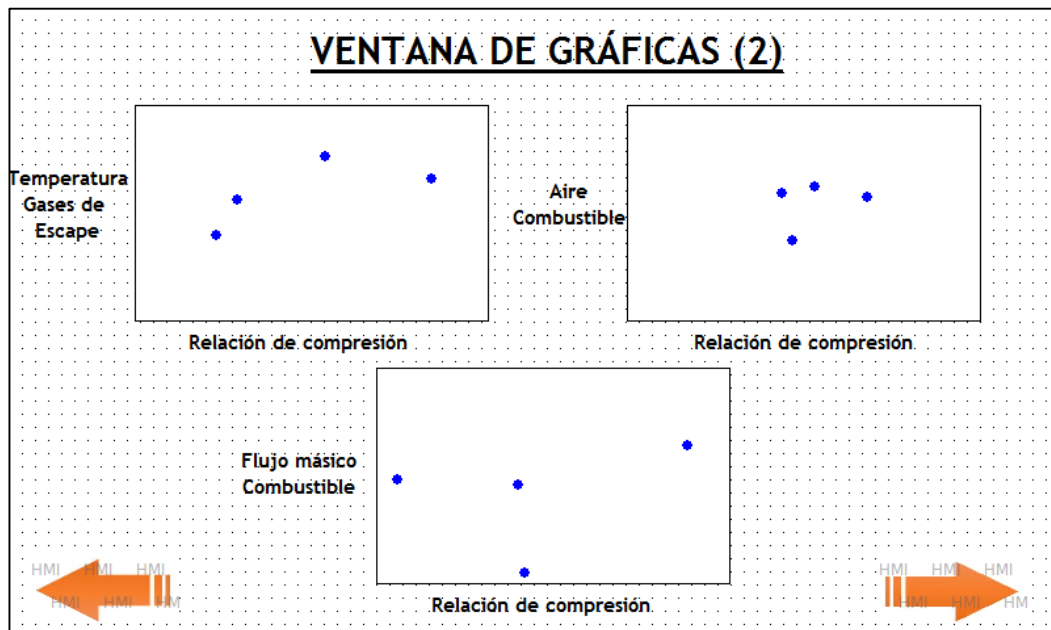 VENTANA DE GRÁFICAS (2)
Temperatura
Gases de
Escape
Relación de compresión
Aire
Combustible
Relación de compresión
Flujo másico
Combustible
Relación de compresión
HMI HMI HMI
HMI HMI HM
HMI HMI HMI
HMI HMI HM